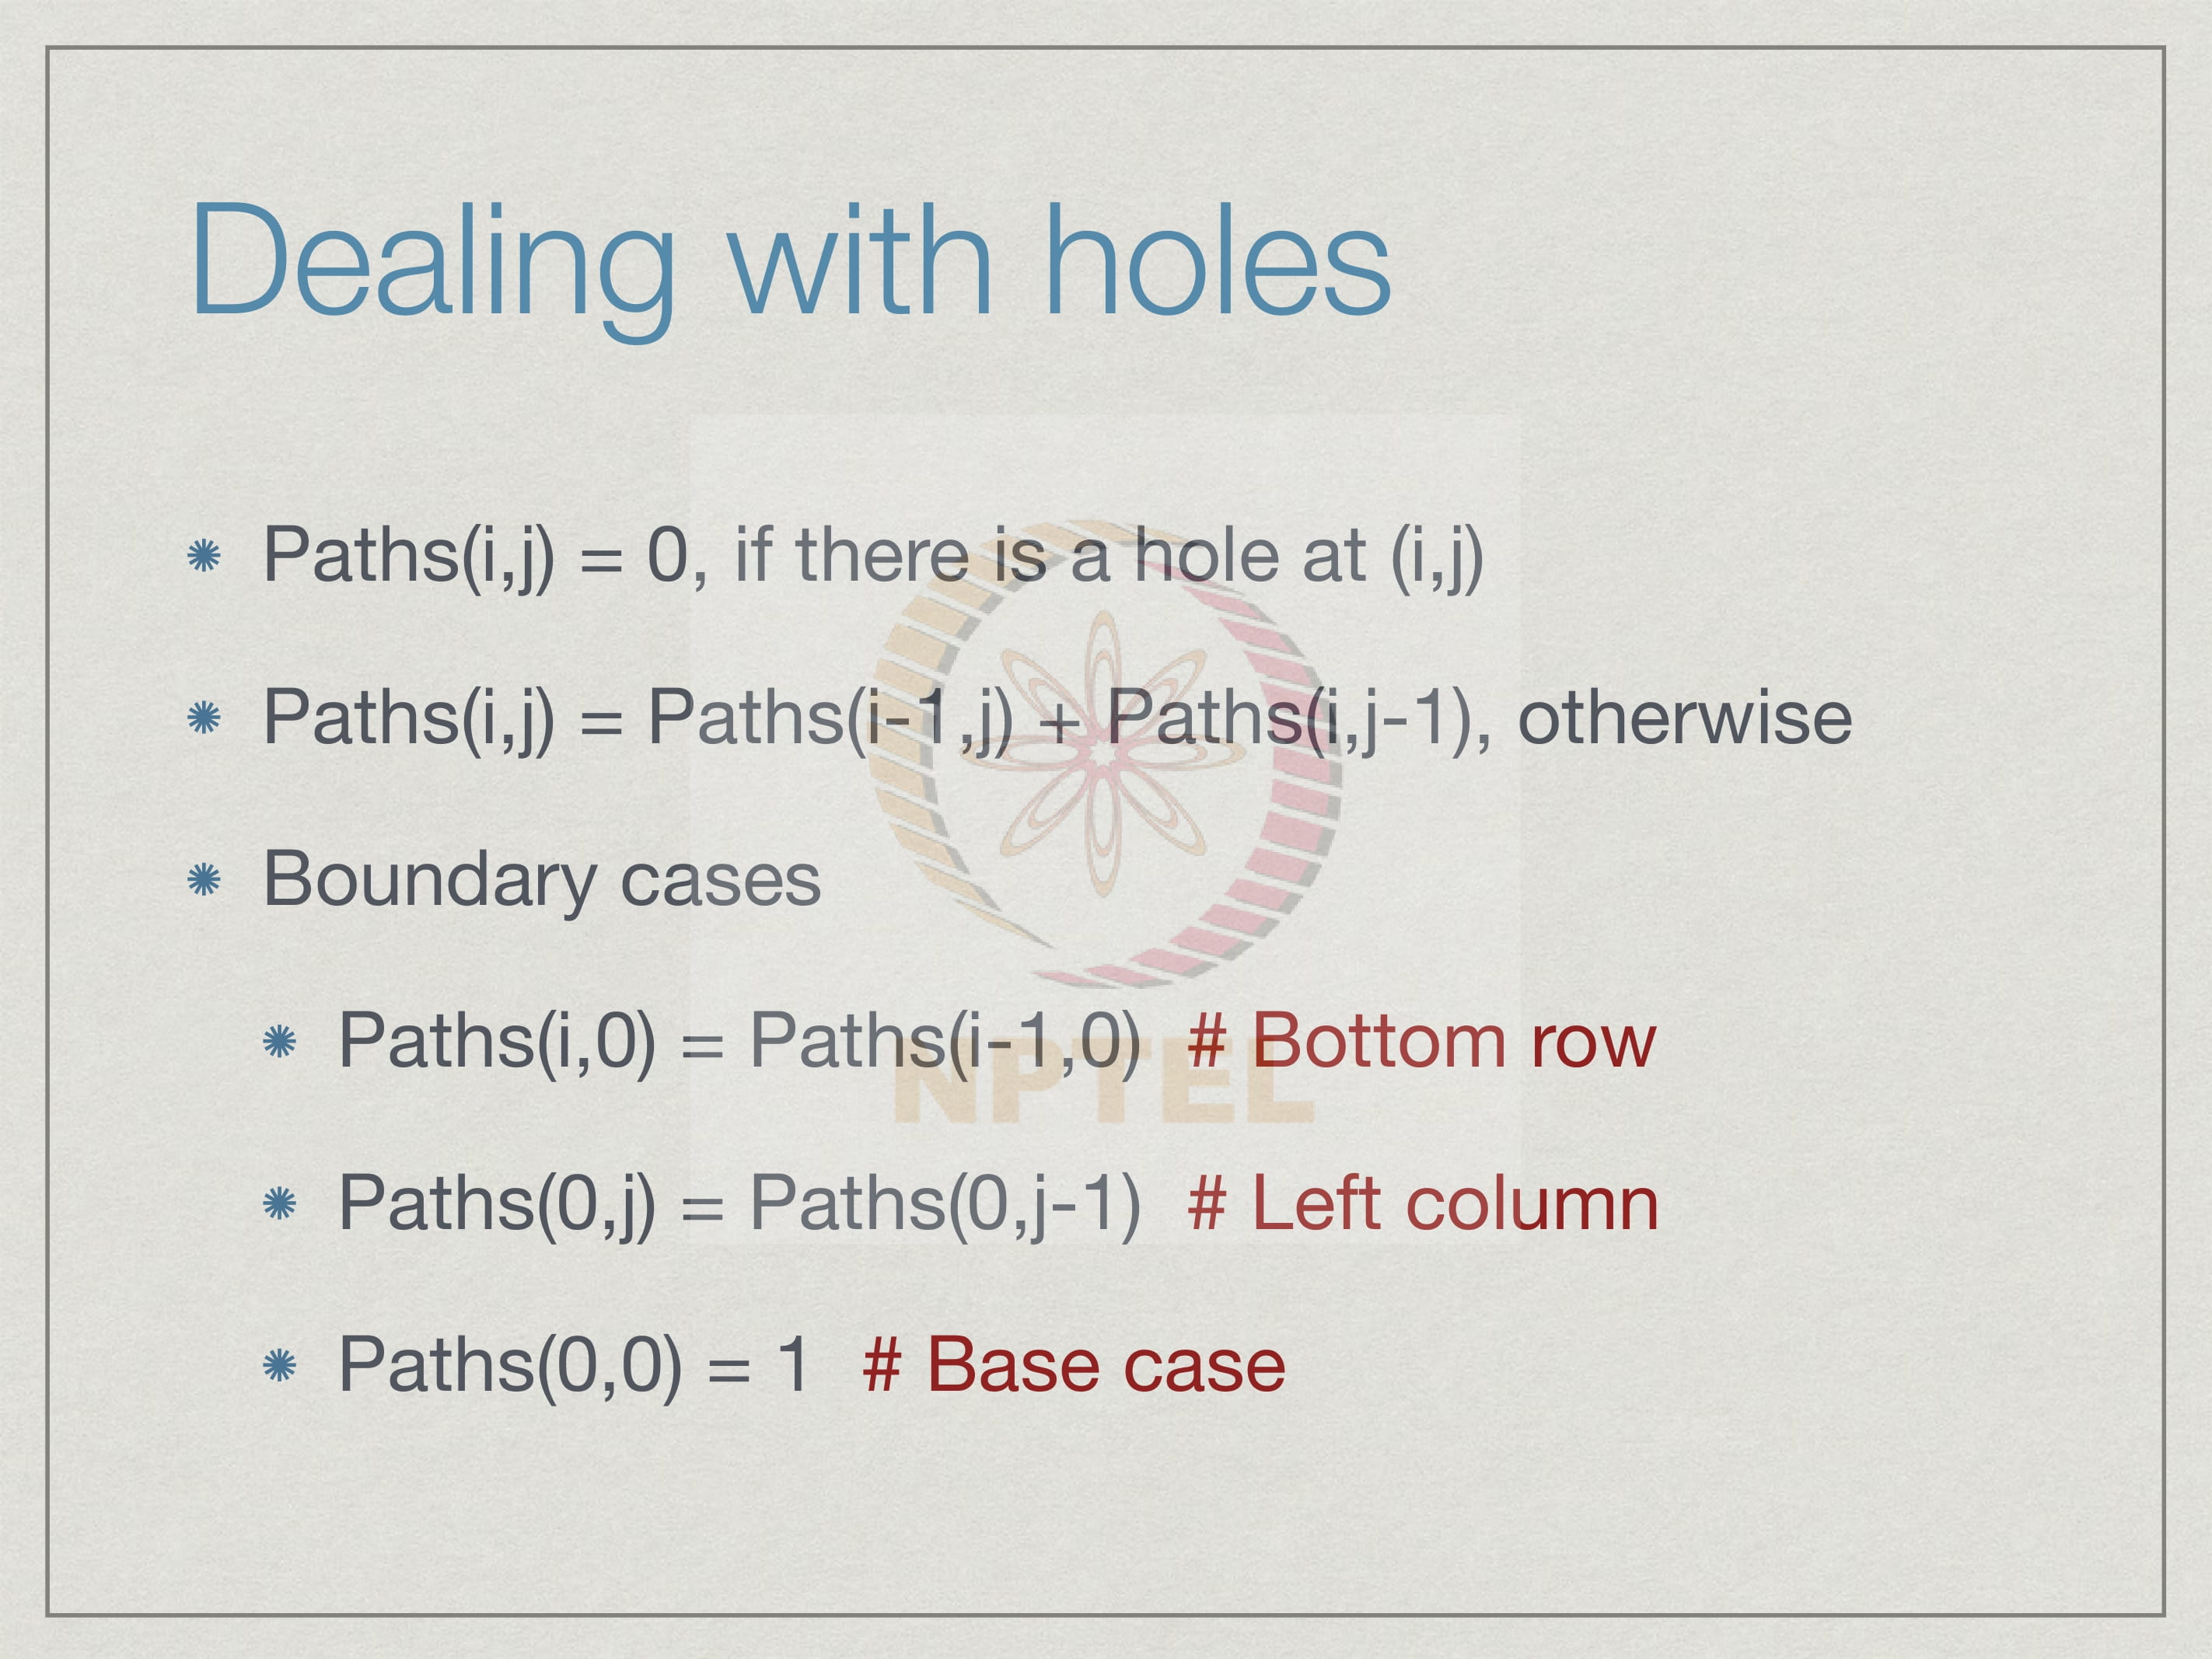 Dealing with holes
Paths(i,j) = 0, if there is a hole at (i,j)
Paths(i,j) = Paths(i-1,j) + Paths(i,j-1), otherwise
Boundary cases
Paths(i,0) = Paths(i-1,0) # Bottom row
NPTEL
Paths(0,j) = Paths(0,j-1) # Left column
Paths(0,0) = 1 # Base case